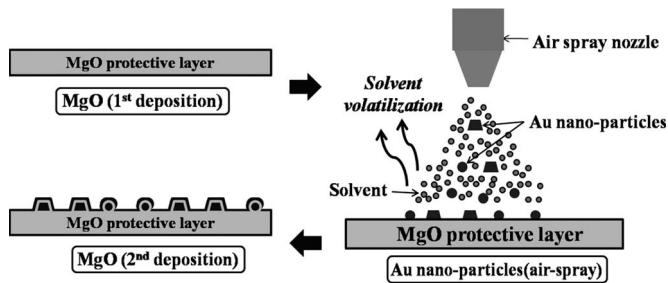 MgO protective layer
MgO (1st deposition)
Air spray nozzle
Solvent
volatilization
Au nano-particles
Solvent
MgO protective layer
Au nano-particles(air-spray)
MgO protective layer
MgO (2nd deposition)